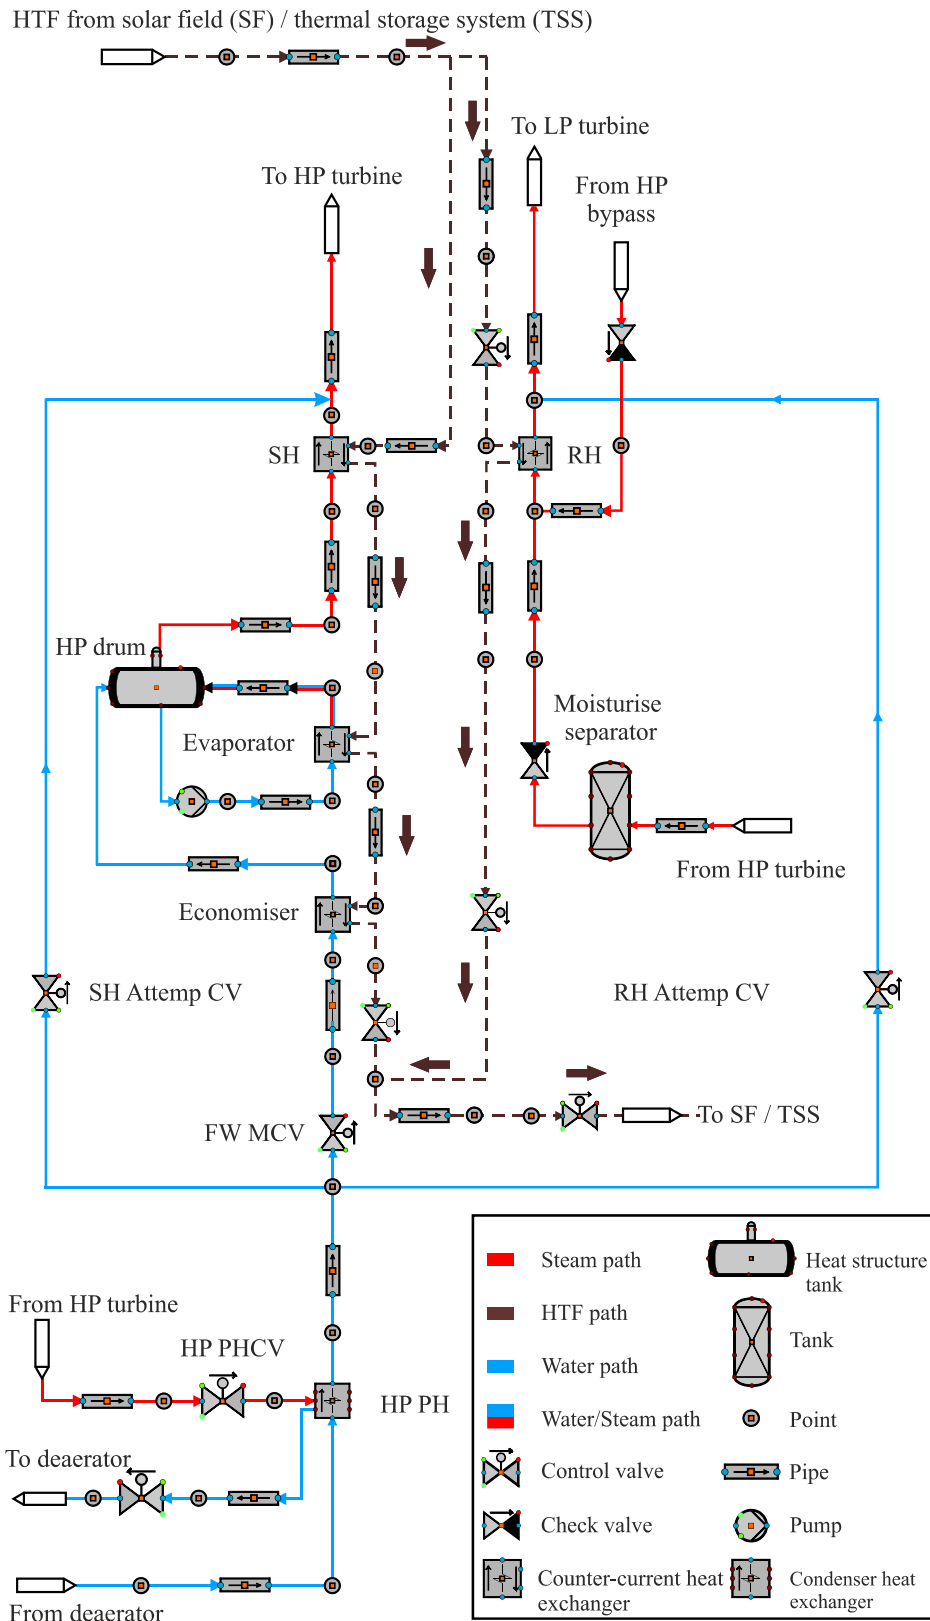 HTF from solar field (SF) / thermal storage system (TSS)
To LP turbine
To HP turbine
From HP
bypass
SH
RH
HP drum
Evaporator
Moisturise
separator
From HP turbine
Economiser
SH Attemp CV
RH Attemp CV
FW MCV
To SF / TSS
From HP turbine
HP PHCV
HP PH
To deaerator
From deaerator
Steam path
Heat structure
tank
HTF path
Tank
Water path
Water/Steam path
Point
Control valve
Pipe
Check valve
Pump
Counter-current heat
exchanger
Condenser heat
exchanger